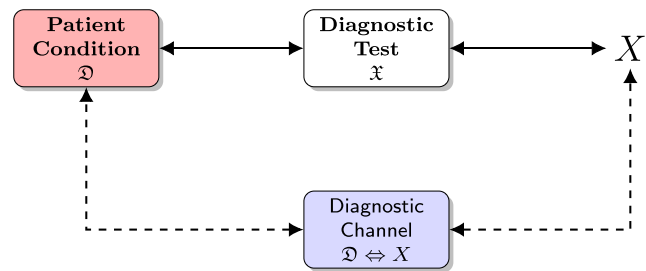 Patient
Condition
𝔇
Diagnostic
Test
𝔛
X
Diagnostic
Channel
𝔇 ⇔ X